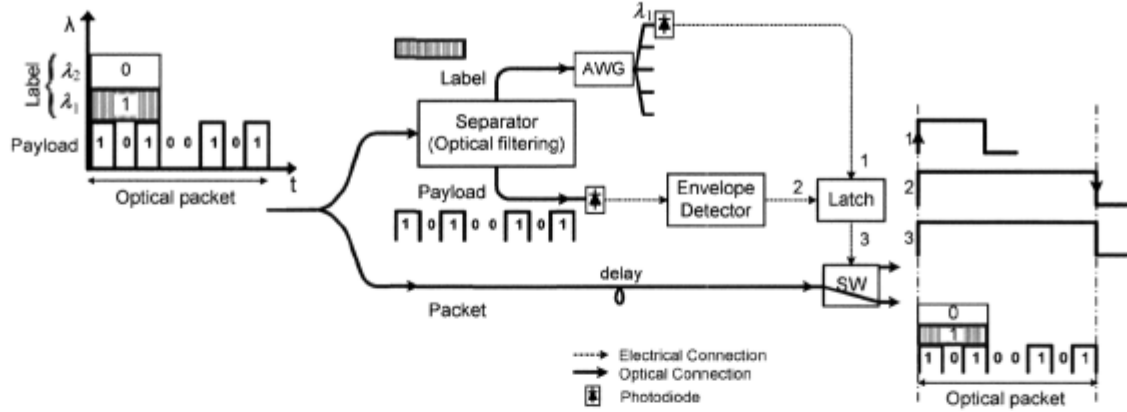 λ
Label { λ₂ 0
λ₁ 1
Payload 1 0 1 0 0 1 0 1
t
Optical packet
Label
Separator
(Optical filtering)
Payload
1 0 1 0 0 1 0 1
AWG
λ₁
Envelope
Detector
1
2
Latch
3
SW
delay
Packet
Electrical Connection
Optical Connection
Photodiode
1
2
3
0
1
1 0 1 0 0 1 0 1
Optical packet